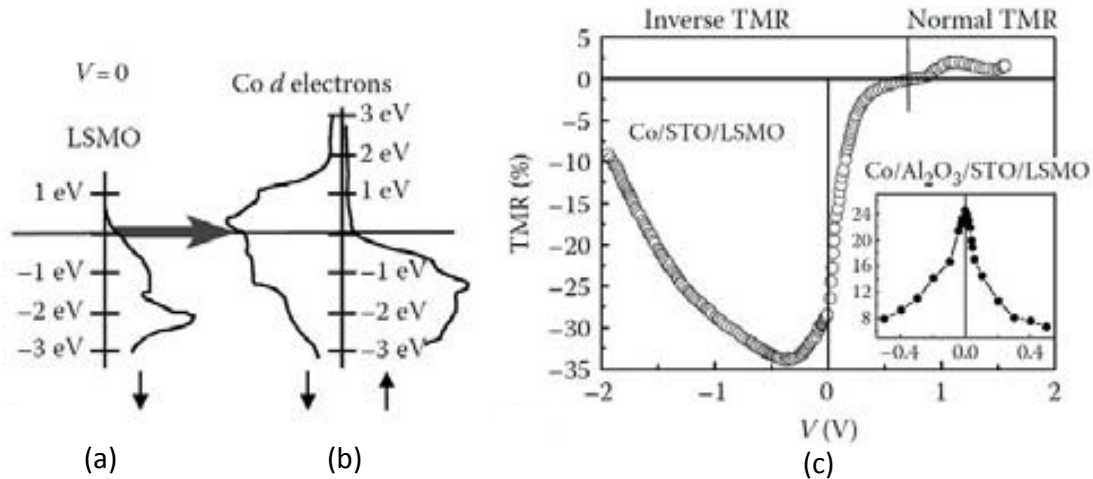 V = 0
LSMO
1 eV
−1 eV
−2 eV
−3 eV
↓
(a)
Co d electrons
3 eV
2 eV
1 eV
−1 eV
−2 eV
−3 eV
↓ ↑
(b)
Inverse TMR Normal TMR
TMR (%)
5
0
−5
−10
−15
−20
−25
−30
−35
Co/STO/LSMO
Co/Al₂O₃/STO/LSMO
24
20
16
12
8
−0.4 0.0 0.4
−2 −1 0 1 2
V (V)
(c)